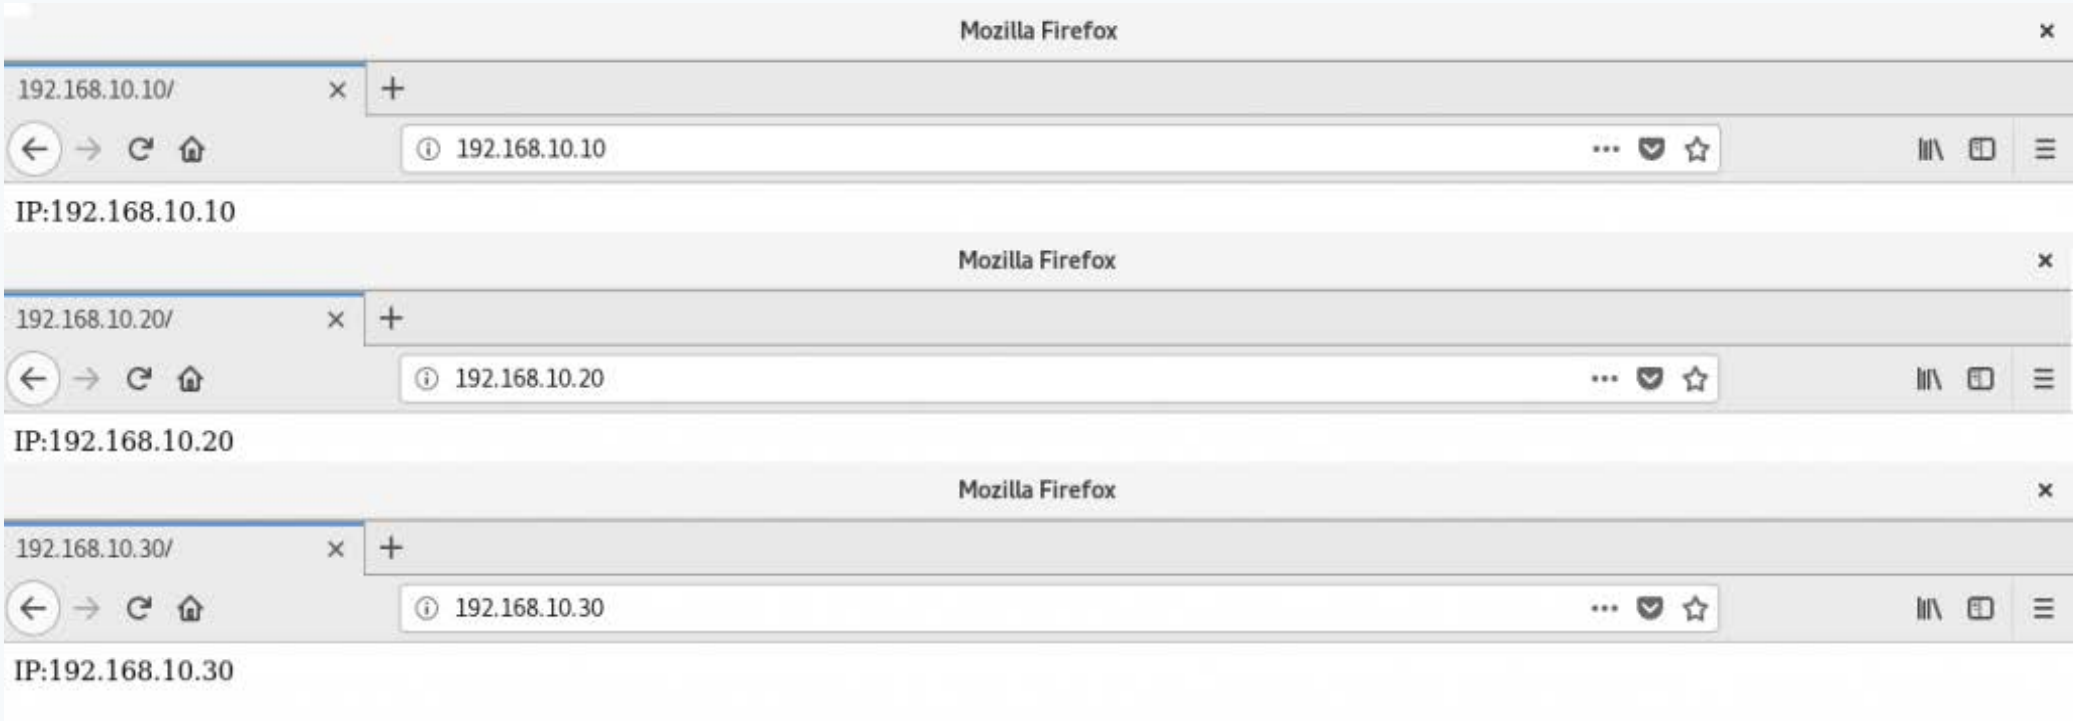 Mozilla Firefox
192.168.10.10/
192.168.10.10
IP:192.168.10.10
Mozilla Firefox
192.168.10.20/
192.168.10.20
IP:192.168.10.20
Mozilla Firefox
192.168.10.30/
192.168.10.30
IP:192.168.10.30